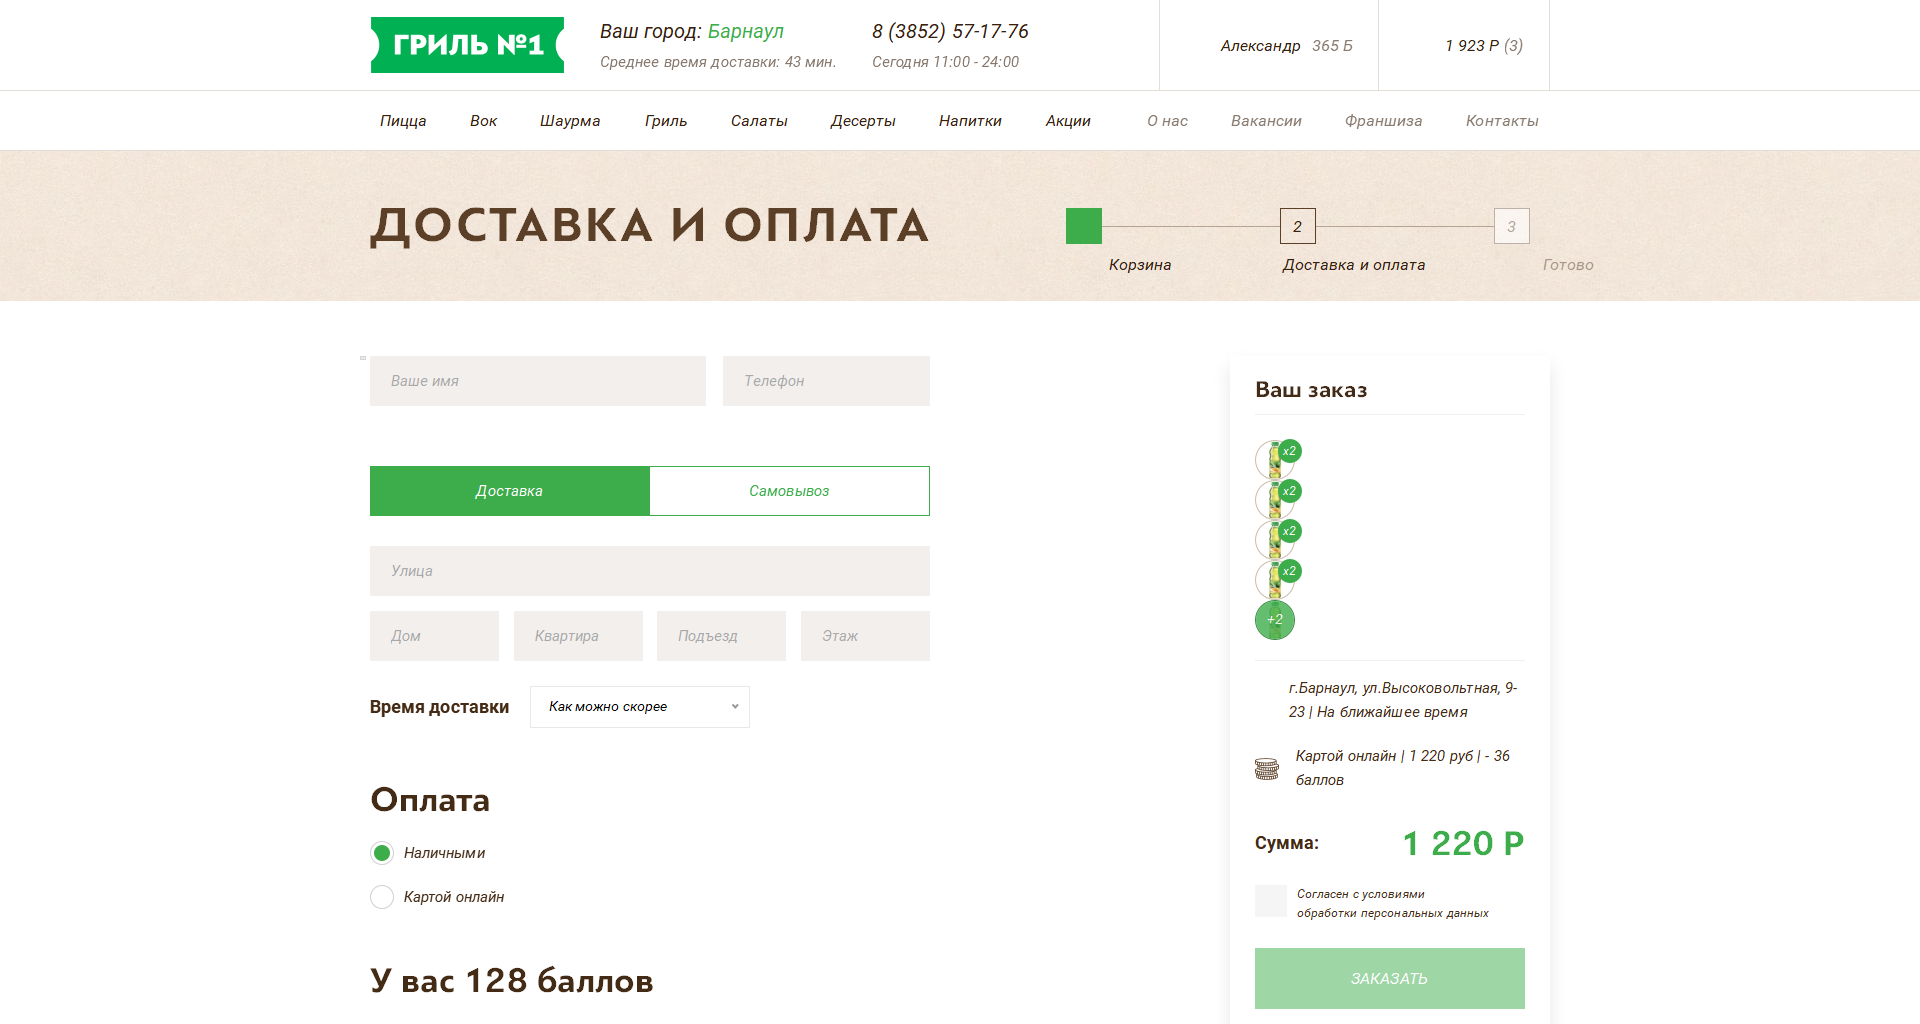 ГРИЛЬ №1
Ваш город: Барнаул
Среднее время доставки: 43 мин.
8 (3852) 57-17-76
Сегодня 11:00 - 24:00
Александр 365 Б
1 923 Р (3)
Пицца Вок Шаурма Гриль Салаты Десерты Напитки Акции О нас Вакансии Франшиза Контакты
ДОСТАВКА И ОПЛАТА
2
3
Корзина
Доставка и оплата
Готово
Ваше имя
Телефон
Доставка
Самовывоз
Улица
Дом
Квартира
Подъезд
Этаж
Время доставки
Как можно скорее
Оплата
Наличными
Картой онлайн
У вас 128 баллов
Ваш заказ
x2
x2
x2
x2
+2
г.Барнаул, ул.Высоковольтная, 9-
23 | На ближайшее время
Картой онлайн | 1 220 руб | - 36
баллов
Сумма:
1 220 Р
Согласен с условиями
обработки персональных данных
ЗАКАЗАТЬ